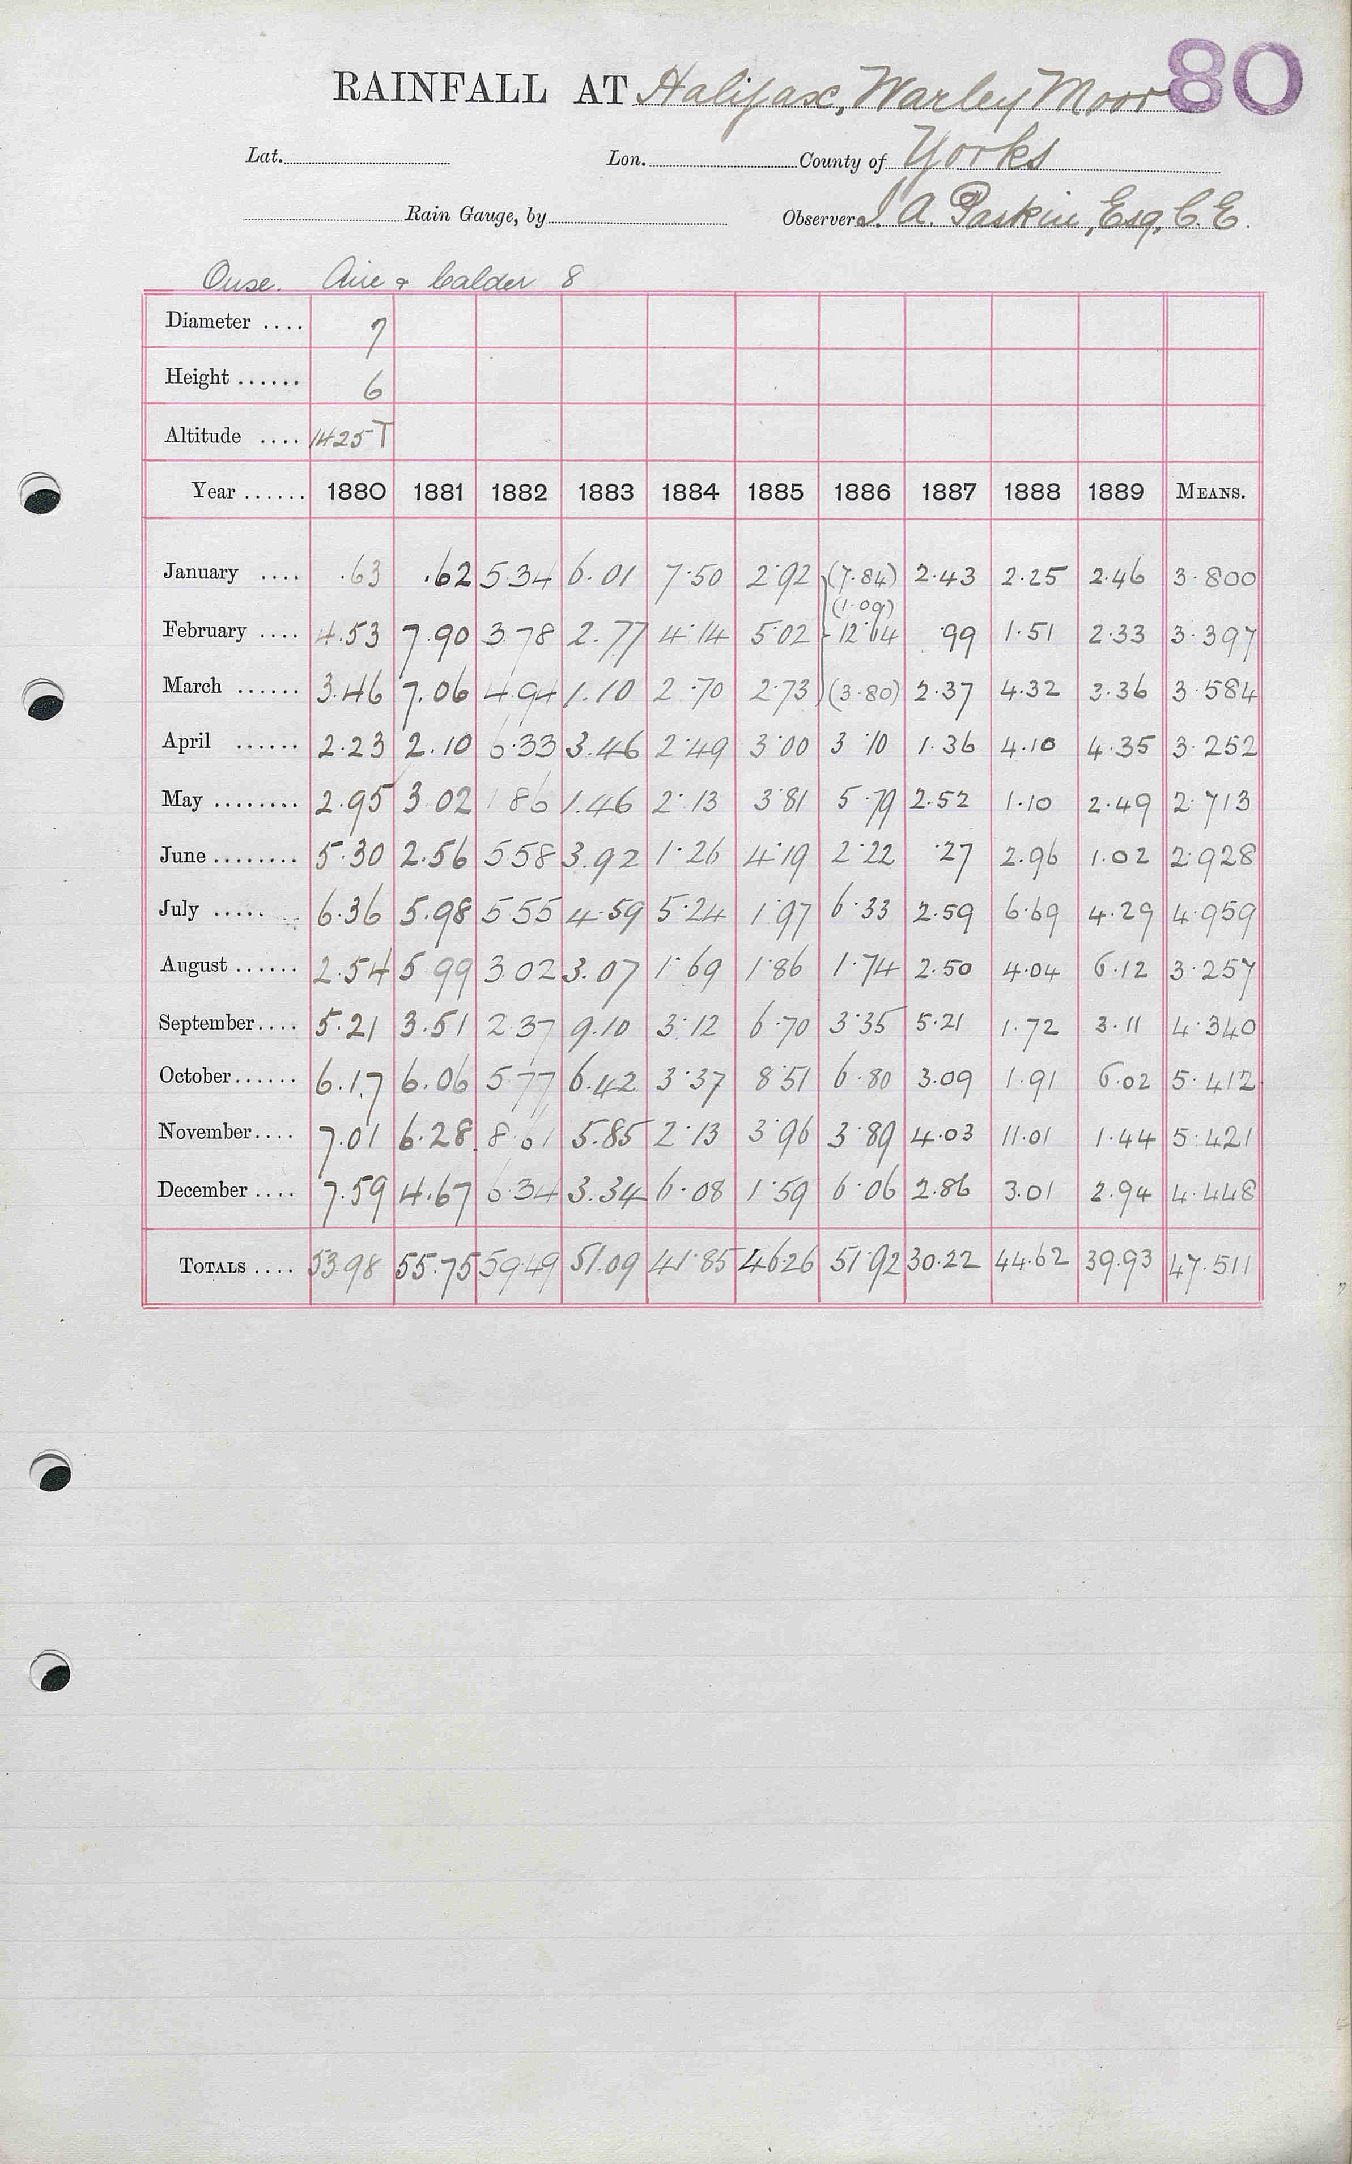 80
RAINFALL AT Halifax, Warley Moor
Lat. Lon. County of Yorks
Rain Gauge, by Observer J. A. Paskin, Esq, C.E.
Ouse. Aire & Calder 8
Diameter .... 7
Height ...... 6
Altitude .... 1425 T
Year ...... 1880 1881 1882 1883 1884 1885 1886 1887 1888 1889 MEANS.
January .... .63 .62 5.34 6.01 7.50 2.92 (7.84) 2.43 2.25 2.46 3.800
(1.00)
February .... 4.53 7.90 3.78 2.77 4.14 5.02 12.64 .99 1.51 2.33 3.397
March ...... 3.46 7.06 4.94 1.10 2.70 2.73 (3.80) 2.37 4.32 3.36 3.584
April ...... 2.23 2.10 6.33 3.46 2.49 3.00 3.10 1.36 4.10 4.35 3.252
May ........ 2.95 3.02 1.86 1.46 2.13 3.81 5.79 2.52 1.10 2.49 2.713
June ........ 5.30 2.56 5.58 3.92 1.26 4.19 2.22 .27 2.96 1.02 2.928
July ..... 6.36 5.98 5.55 4.59 5.24 1.97 6.33 2.59 6.69 4.29 4.959
August ...... 2.54 5.99 3.02 3.07 1.69 1.86 1.74 2.50 4.04 6.12 3.257
September .... 5.21 3.51 2.37 9.10 3.12 6.70 3.35 5.21 1.72 3.11 4.340
October ...... 6.17 6.06 5.77 6.42 3.37 8.51 6.80 3.09 1.91 6.02 5.412
November .... 7.01 6.28 8.61 5.85 2.13 3.96 3.89 4.03 11.01 1.44 5.421
December .... 7.59 4.67 6.34 3.34 6.08 1.59 6.06 2.86 3.01 2.94 4.448
TOTALS .... 53.98 55.75 59.49 51.09 41.85 46.26 51.92 30.22 44.62 39.93 47.511